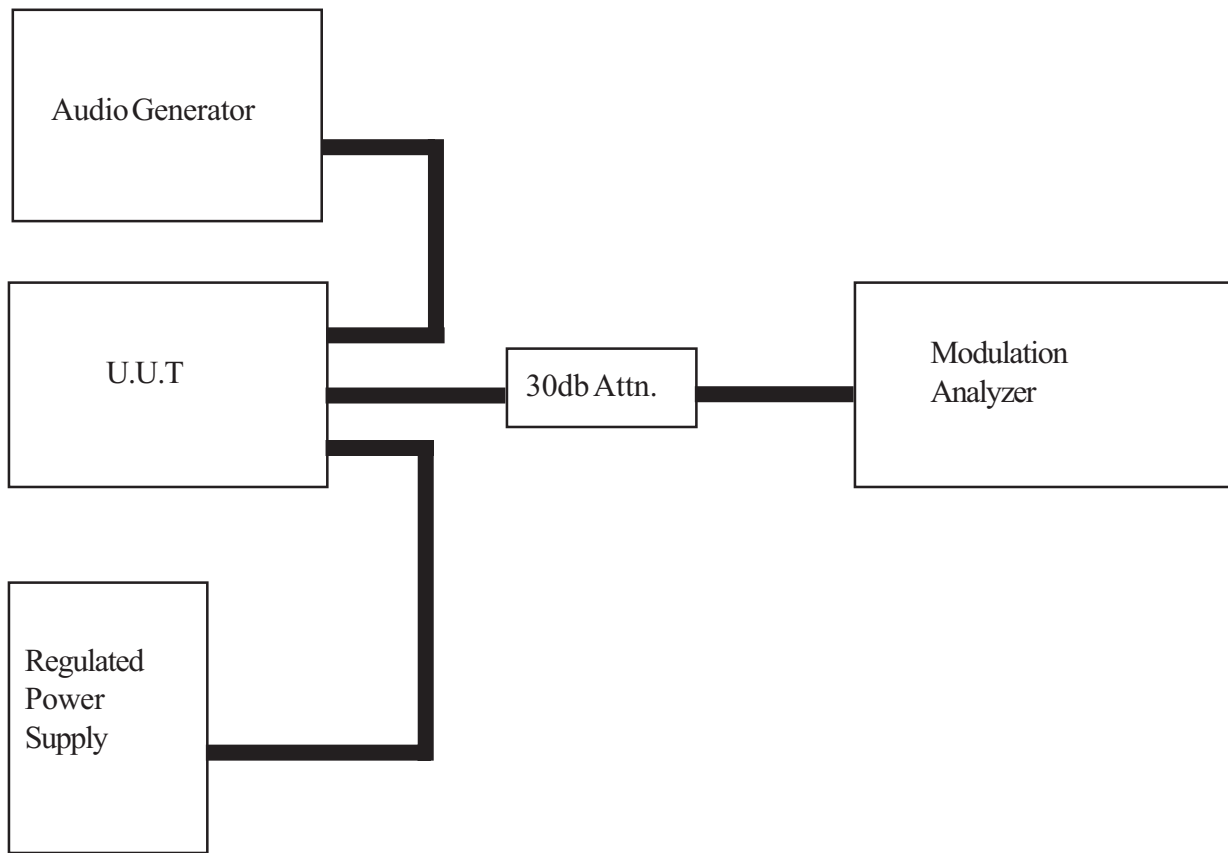 Audio Generator
U.U.T
30db Attn.
Modulation
Analyzer
Regulated
Power
Supply